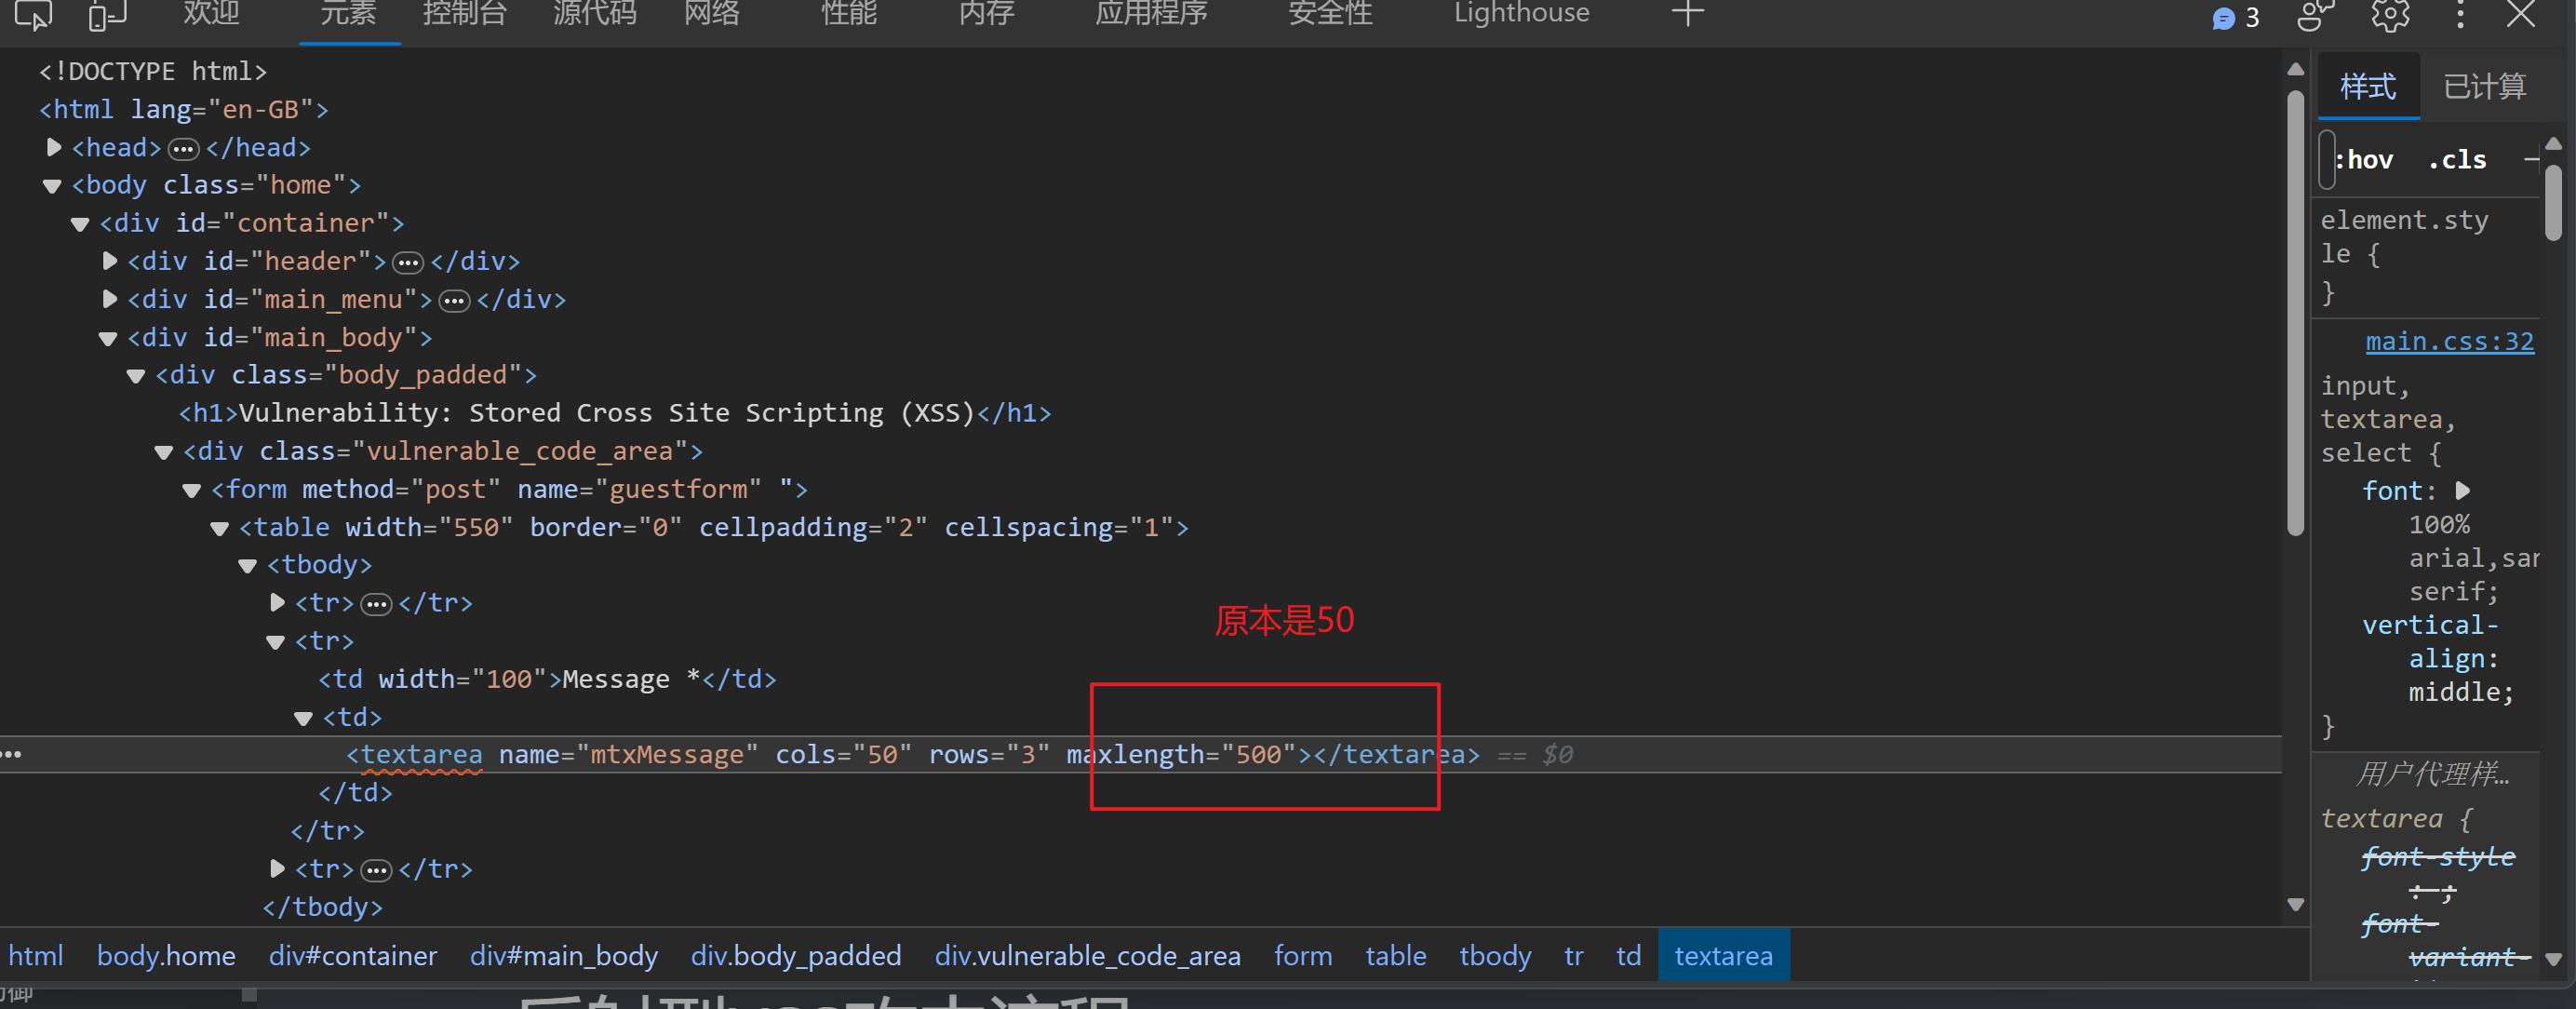 欢迎 元素 控制台 源代码 网络 性能 内存 应用程序 安全性 Lighthouse 3
<!DOCTYPE html>
<html lang="en-GB">
<head>…</head>
<body class="home">
<div id="container">
<div id="header">…</div>
<div id="main_menu">…</div>
<div id="main_body">
<div class="body_padded">
<h1>Vulnerability: Stored Cross Site Scripting (XSS)</h1>
<div class="vulnerable_code_area">
<form method="post" name="guestform" ">
<table width="550" border="0" cellpadding="2" cellspacing="1">
<tbody>
<tr>…</tr>
原本是50
<tr>
<td width="100">Message *</td>
<td>
<textarea name="mtxMessage" cols="50" rows="3" maxlength="500"></textarea> == $0
</td>
</tr>
<tr>…</tr>
</tbody>
html body.home div#container div#main_body div.body_padded div.vulnerable_code_area form table tbody tr td textarea
样式 已计算
:hov .cls
element.sty
le {
}
main.css:32
input,
textarea,
select {
font:
100%
arial,san
serif;
vertical-
align:
middle;
}
用户代理样…
textarea {
font-style
: ;
font-
variant-